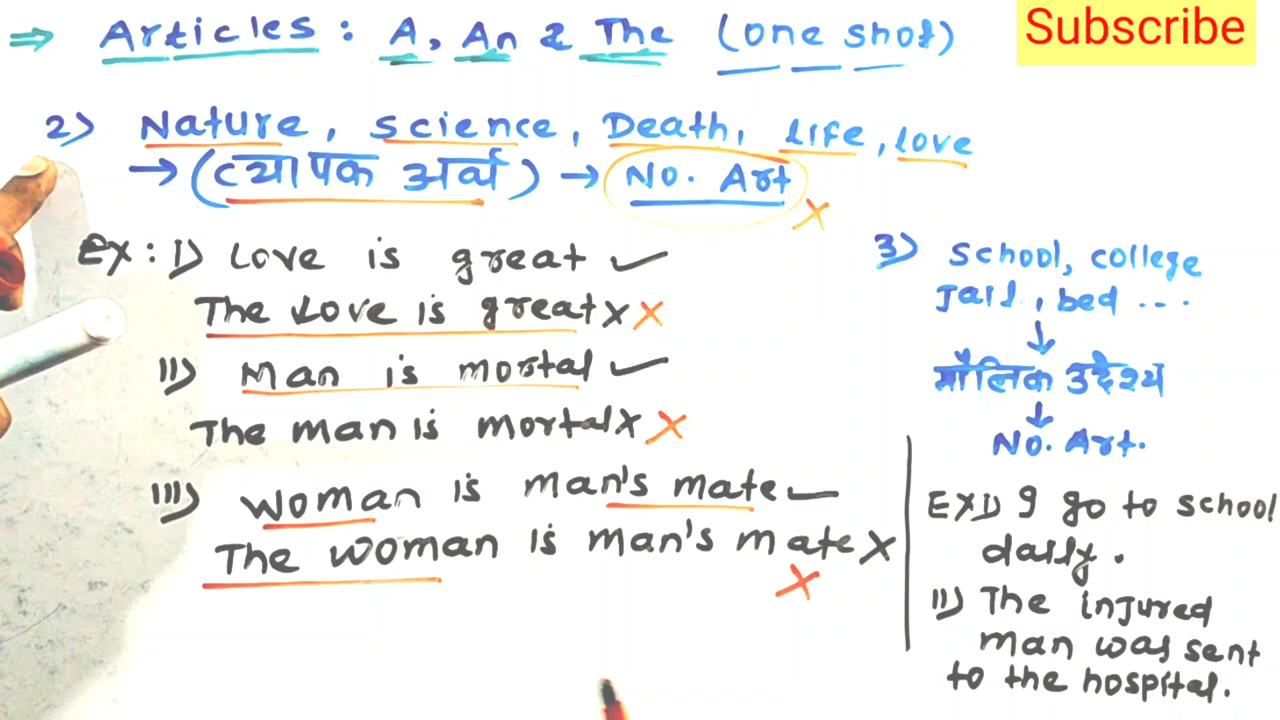 ⇒ Articles: A, An & The (one shot)
Subscribe
2) Nature, science, Death, life, love
→ (व्यापक अर्थ) → No. Art
x
Ex: I) Love is great ✓
The Love is great x x
II) Man is mortal ✓
The man is mortal x x
III) woman is man's mate ✓
The woman is man's mate x
x
3) School, college
Jail, bed ...
↓
मौलिक उद्देश्य
↓
No. Art.
EX I) I go to school
daily.
II) The injured
man was sent
to the hospital.